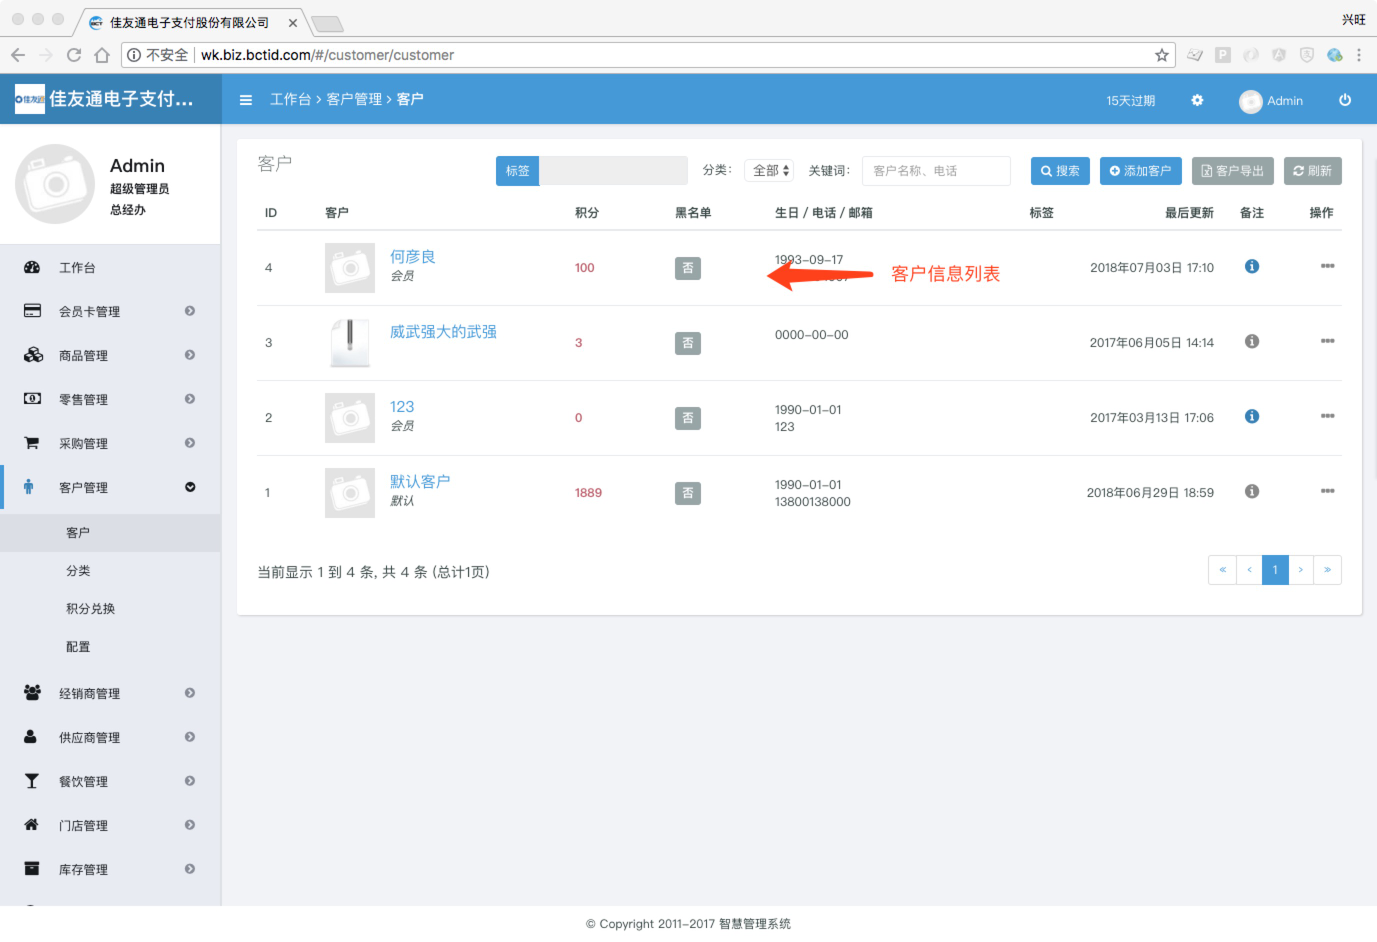 兴旺
佳友通电子支付股份有限公司
不安全 wk.biz.bctid.com/#/customer/customer
佳友通电子支付...
工作台 > 客户管理 > 客户
15天过期
Admin
Admin
超级管理员
总经办
工作台
会员卡管理
商品管理
零售管理
采购管理
客户管理
客户
分类
积分兑换
配置
经销商管理
供应商管理
餐饮管理
门店管理
库存管理
客户
标签 分类: 全部 关键词: 客户名称、电话 搜索 添加客户 客户导出 刷新
ID 客户 积分 黑名单 生日 / 电话 / 邮箱 标签 最后更新 备注 操作
4 何彦良 会员 100 否 1993-09-17 2018年07月03日 17:10
客户信息列表
3 威武强大的武强 3 否 0000-00-00 2017年06月05日 14:14
2 123 会员 0 否 1990-01-01 123 2017年03月13日 17:06
1 默认客户 默认 1889 否 1990-01-01 13800138000 2018年06月29日 18:59
当前显示 1 到 4 条, 共 4 条 (总计1页)
« ‹ 1 › »
© Copyright 2011-2017 智慧管理系统